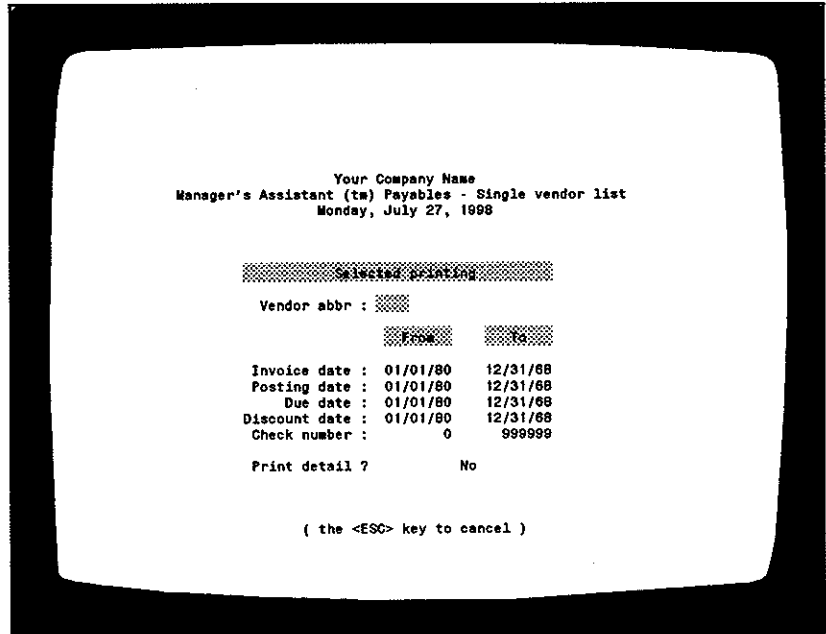 Your Company Name
Manager's Assistant (tm) Payables - Single vendor list
Monday, July 27, 1998
Selected printing
Vendor abbr :
From To
Invoice date : 01/01/80 12/31/68
Posting date : 01/01/80 12/31/68
Due date : 01/01/80 12/31/68
Discount date : 01/01/80 12/31/68
Check number : 0 999999
Print detail ? No
( the <ESC> key to cancel )